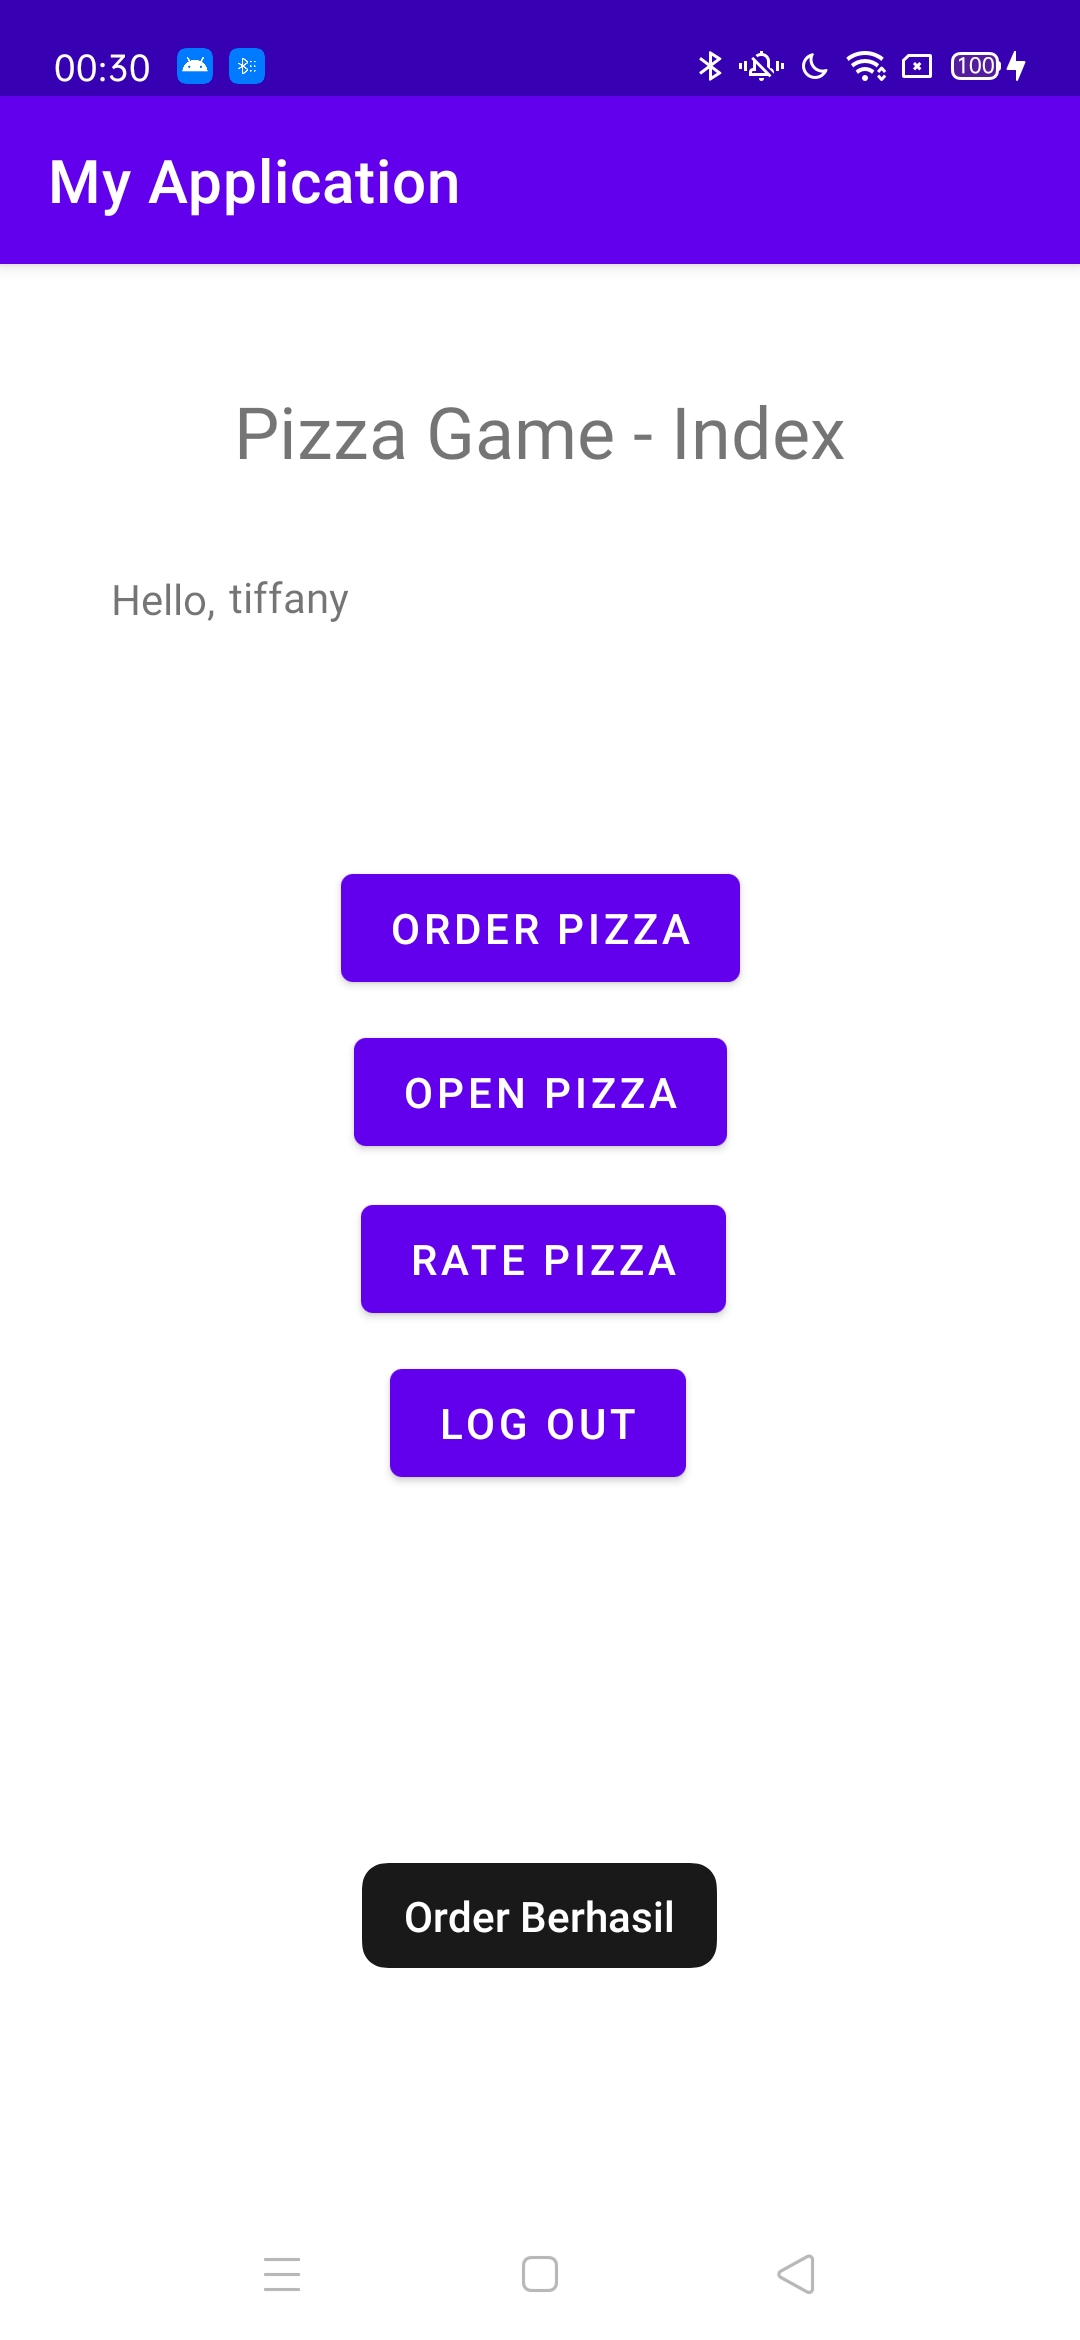 00:30
100
My Application
Pizza Game - Index
Hello, tiffany
ORDER PIZZA
OPEN PIZZA
RATE PIZZA
LOG OUT
Order Berhasil